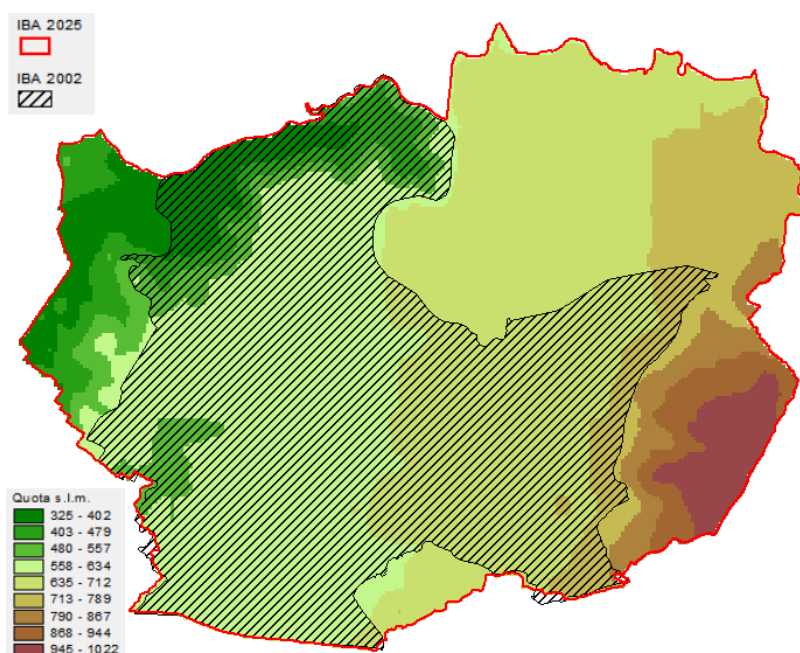 IBA 2025
IBA 2002
Quota s.l.m.
325 - 402
403 - 479
480 - 557
558 - 634
635 - 712
713 - 789
790 - 867
868 - 944
945 - 1022